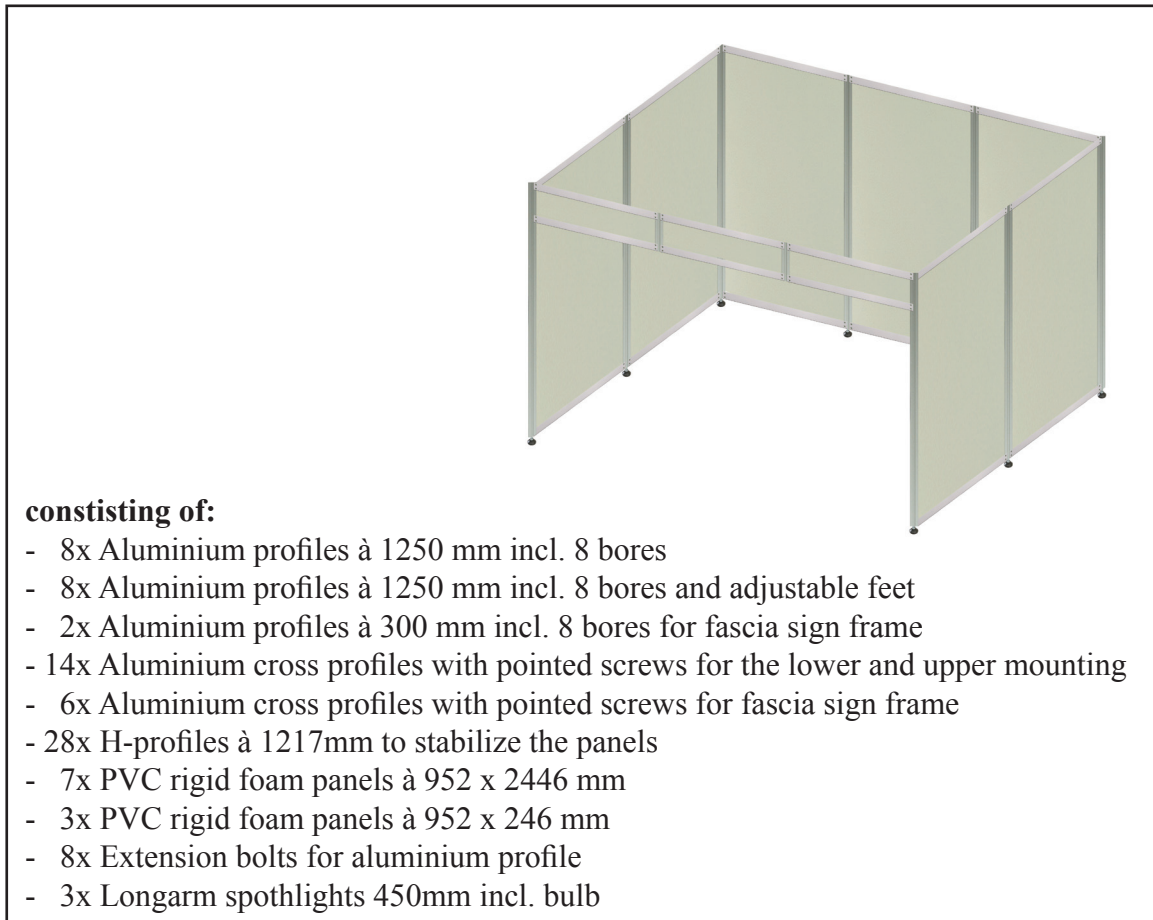 constisting of:
- 8x Aluminium profiles à 1250 mm incl. 8 bores
- 8x Aluminium profiles à 1250 mm incl. 8 bores and adjustable feet
- 2x Aluminium profiles à 300 mm incl. 8 bores for fascia sign frame
- 14x Aluminium cross profiles with pointed screws for the lower and upper mounting
- 6x Aluminium cross profiles with pointed screws for fascia sign frame
- 28x H-profiles à 1217mm to stabilize the panels
- 7x PVC rigid foam panels à 952 x 2446 mm
- 3x PVC rigid foam panels à 952 x 246 mm
- 8x Extension bolts for aluminium profile
- 3x Longarm spothlights 450mm incl. bulb